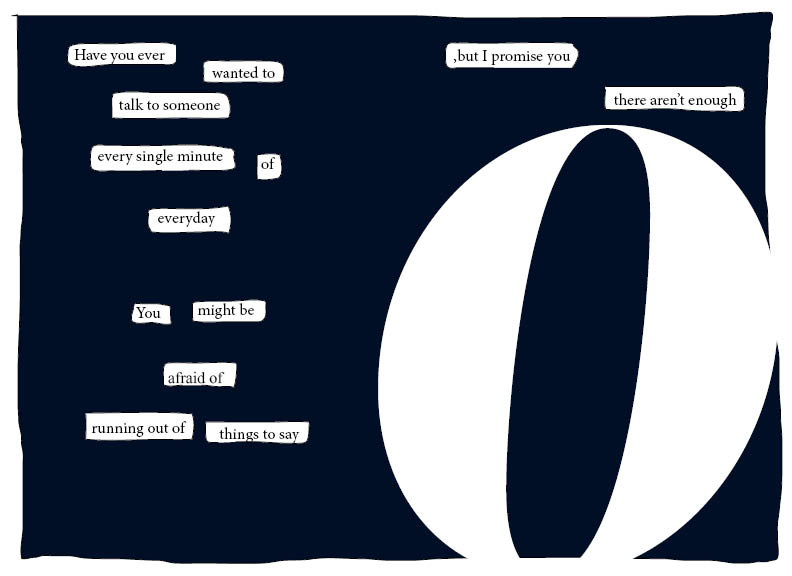 Have you ever
wanted to
talk to someone
every single minute of
everyday
You might be
afraid of
running out of things to say
,but I promise you
there aren't enough
0